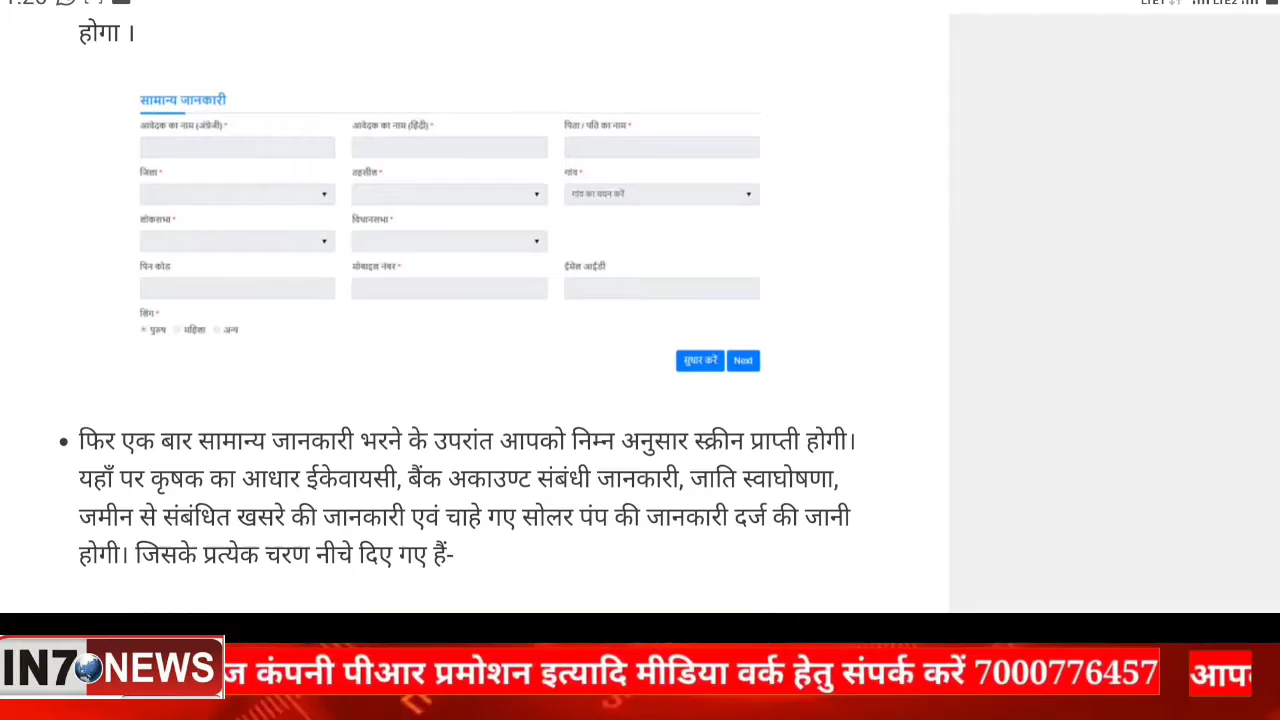 होगा ।
सामान्य जानकारी
आवेदक का नाम (अंग्रेजी) * आवेदक का नाम (हिंदी) * पिता / पति का नाम *
जिला * तहसील * गांव *
गांव का चयन करें
लोकसभा * विधानसभा *
पिन कोड मोबाइल नंबर * ईमेल आईडी
लिंग *
पुरुष महिला अन्य
सुधार करें Next
• फिर एक बार सामान्य जानकारी भरने के उपरांत आपको निम्न अनुसार स्क्रीन प्राप्ती होगी।
यहाँ पर कृषक का आधार ईकेवायसी, बैंक अकाउण्ट संबंधी जानकारी, जाति स्वाघोषणा,
जमीन से संबंधित खसरे की जानकारी एवं चाहे गए सोलर पंप की जानकारी दर्ज की जानी
होगी। जिसके प्रत्येक चरण नीचे दिए गए हैं-
IN7 NEWS
ज कंपनी पीआर प्रमोशन इत्यादि मीडिया वर्क हेतु संपर्क करें 7000776457 आप